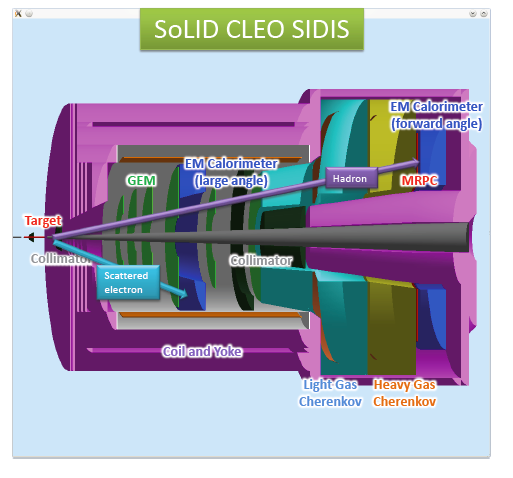 SoLID CLEO SIDIS
EM Calorimeter
(forward angle)
EM Calorimeter
(large angle)
GEM
Hadron
MRPC
Target
Collimator
Collimator
Scattered
electron
Coil and Yoke
Light Gas
Cherenkov
Heavy Gas
Cherenkov